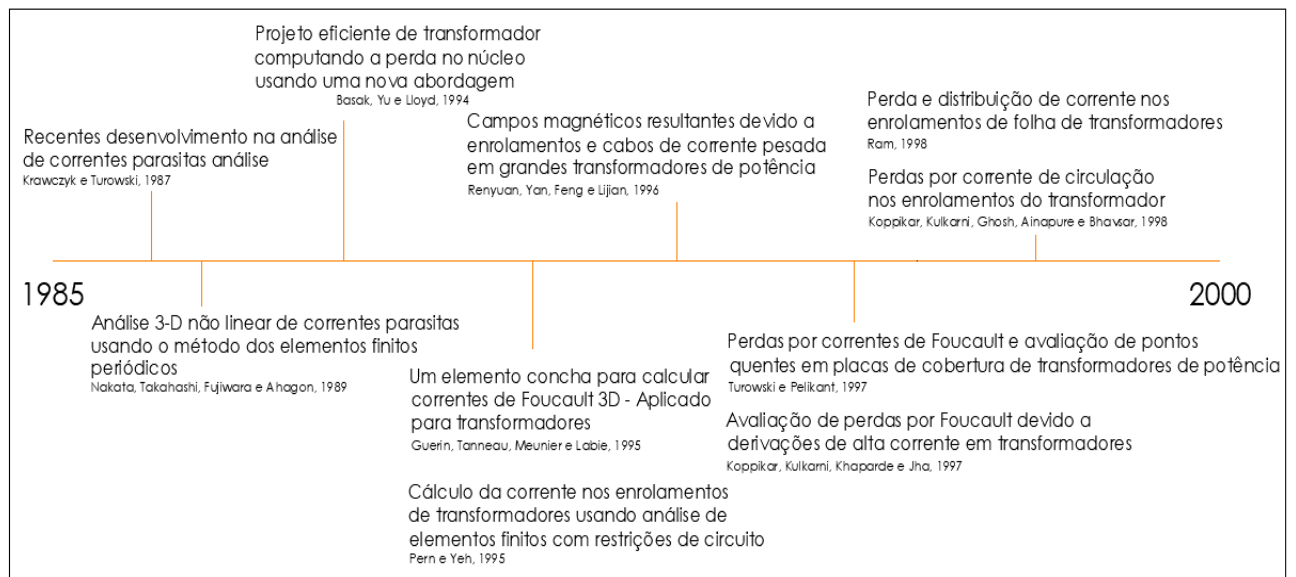 Projeto eficiente de transformador
computando a perda no núcleo
usando uma nova abordagem
Basak, Yu e Lloyd, 1994
Recentes desenvolvimento na análise
de correntes parasitas análise
Krawczyk e Turowski, 1987
Campos magnéticos resultantes devido a
enrolamentos e cabos de corrente pesada
em grandes transformadores de potência
Renyuan, Yan, Feng e Lijian, 1996
Perda e distribuição de corrente nos
enrolamentos de folha de transformadores
Ram, 1998
Perdas por corrente de circulação
nos enrolamentos do transformador
Koppikar, Kulkarni, Ghosh, Ainapure e Bhavsar, 1998
1985
2000
Análise 3-D não linear de correntes parasitas
usando o método dos elementos finitos
periódicos
Nakata, Takahashi, Fujiwara e Ahagon, 1989
Um elemento concha para calcular
correntes de Foucault 3D - Aplicado
para transformadores
Guerin, Tanneau, Meunier e Labie, 1995
Cálculo da corrente nos enrolamentos
de transformadores usando análise de
elementos finitos com restrições de circuito
Pern e Yeh, 1995
Perdas por correntes de Foucault e avaliação de pontos
quentes em placas de cobertura de transformadores de potência
Turowski e Pelikant, 1997
Avaliação de perdas por Foucault devido a
derivações de alta corrente em transformadores
Koppikar, Kulkarni, Khaparde e Jha, 1997